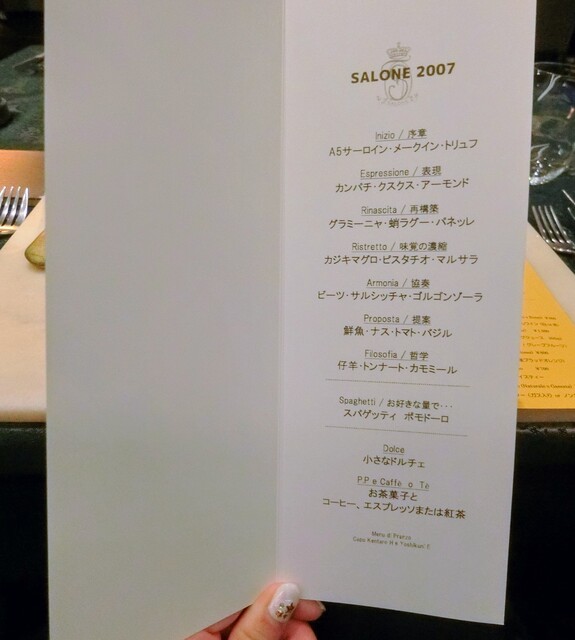 SALONE 2007
Inizio / 序章
A5サーロイン・メークイン・トリュフ
Espressione / 表現
カンパチ・クスクス・アーモンド
Rinascita / 再構築
グラミーニャ・蛸ラグー・パネッレ
Ristretto / 味覚の濃縮
カジキマグロ・ピスタチオ・マルサラ
Armonia / 協奏
ビーツ・サルシッチャ・ゴルゴンゾーラ
Proposta / 提案
鮮魚・ナス・トマト・バジル
Filosofia / 哲学
仔羊・トンナート・カモミール
Spaghetti / お好きな量で・・・
スパゲッティ ポモドーロ
Dolce
小さなドルチェ
P.P e Caffè o Tè
お茶菓子と
コーヒー、エスプレッソまたは紅茶
Menu di Pranzo